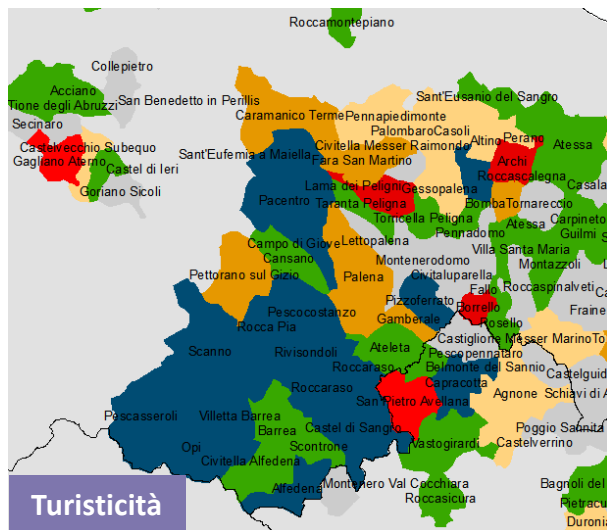 Roccamontepiano
Collepietro
Acciano
Tione degli Abruzzi
San Benedetto in Perillis
Sant'Eusanio del Sangro
Caramanico Terme
Pennapiedimonte
Secinaro
Palombaro
Casoli
Altino
Perano
Atessa
Castelvecchio Subequo
Sant'Eufemia a Maiella
Civitella Messer Raimondo
Fara San Martino
Archi
Gagliano Aterno
Castel di Ieri
Roccascalegna
Goriano Sicoli
Pacentro
Lama dei Peligni
Gessopalena
Casala
Taranta Peligna
Bomba
Tornareccio
Torricella Peligna
Atessa
Carpineto
Campo di Giove
Lettopalena
Pennadomo
Guilmi
S
Cansano
Villa Santa Maria
Pettorano sul Gizio
Palena
Montenerodomo
Montazzoli
Civitaluparella
Fallo
Roccaspinalveti
Pizzoferrato
Pescocostanzo
Borrello
Fraine
Rocca Pia
Gamberale
Rosello
Castiglione Messer Marino
To
Scanno
Rivisondoli
Ateleta
Pescopennataro
Roccaraso
Belmonte del Sannio
Castelguid
Roccaraso
Capracotta
Agnone
Schiavi di A
San Pietro Avellana
Pescasseroli
Villetta Barrea
Barrea
Castel di Sangro
Poggio Sannita
Opi
Scontrone
Vastogirardi
Castelverrino
Civitella Alfedena
Alfedena
Montenero Val Cocchiara
Bagnoli del
Roccasicura
Pietracu
Duronia
Turisticità